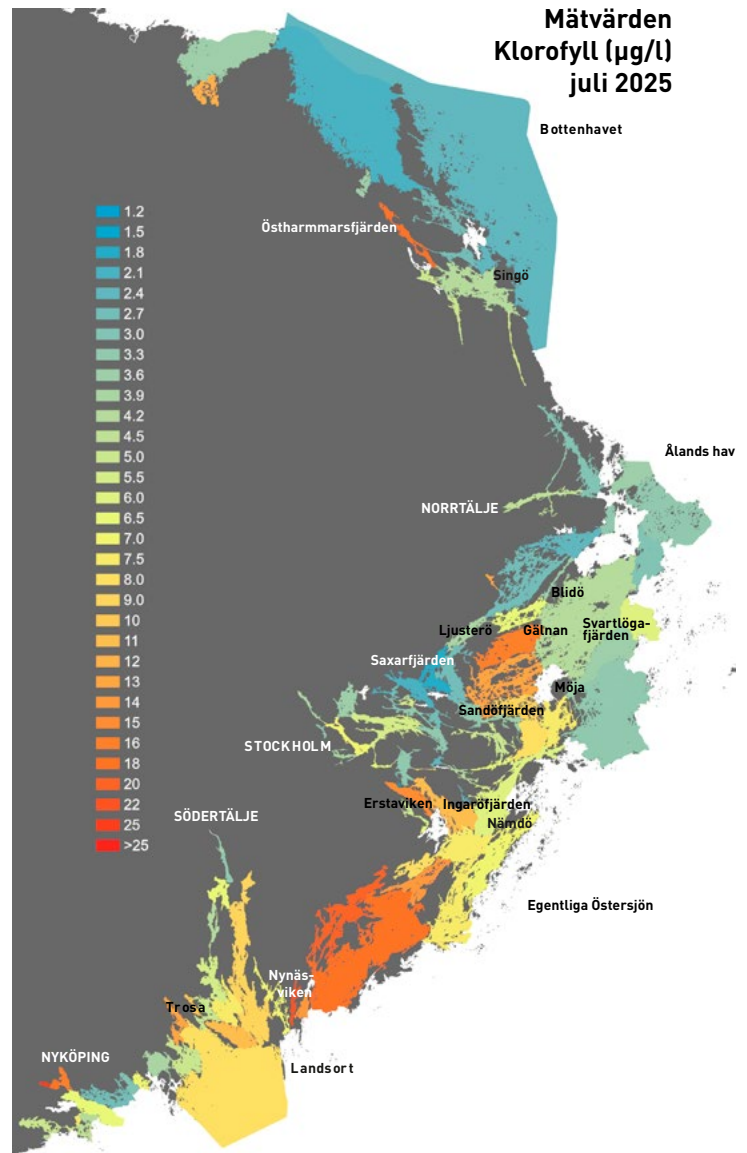 Mätvärden
Klorofyll (µg/l)
juli 2025
Bottenhavet
1.2
1.5
1.8
2.1
2.4
2.7
3.0
3.3
3.6
3.9
4.2
4.5
5.0
5.5
6.0
6.5
7.0
7.5
8.0
9.0
10
11
12
13
14
15
16
18
20
22
25
>25
Östharmmarsfjärden
Singö
Ålands hav
NORRTÄLJE
Blidö
Ljusterö
Gälnan
Svartlöga-
fjärden
Saxarfjärden
Möja
Sandöfjärden
STOCKHOLM
Erstaviken
Ingaröfjärden
Nämdö
SÖDERTÄLJE
Egentliga Östersjön
Nynäs-
viken
Trosa
NYKÖPING
Landsort